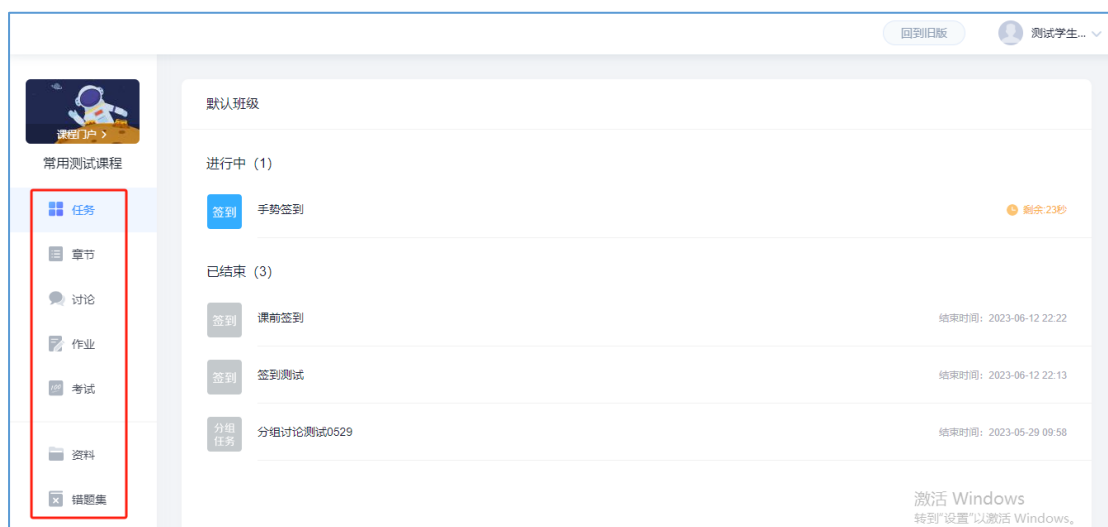 回到旧版
测试学生...
课程门户 >
常用测试课程
任务
章节
讨论
作业
考试
资料
错题集
默认班级
进行中 (1)
签到 手势签到 剩余:23秒
已结束 (3)
签到 课前签到 结束时间：2023-06-12 22:22
签到 签到测试 结束时间：2023-06-12 22:13
分组
任务 分组讨论测试0529 结束时间：2023-05-29 09:58
激活 Windows
转到"设置"以激活 Windows。